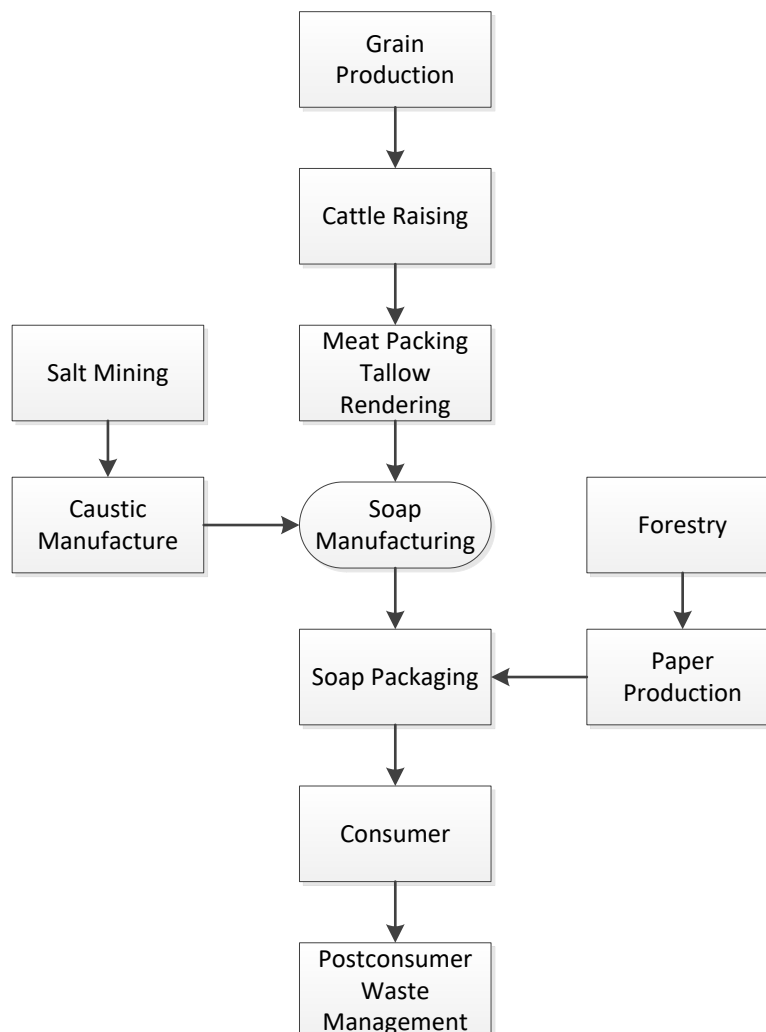 Grain
Production
Cattle Raising
Meat Packing
Tallow
Rendering
Salt Mining
Caustic
Manufacture
Soap
Manufacturing
Forestry
Soap Packaging
Paper
Production
Consumer
Postconsumer
Waste
Management